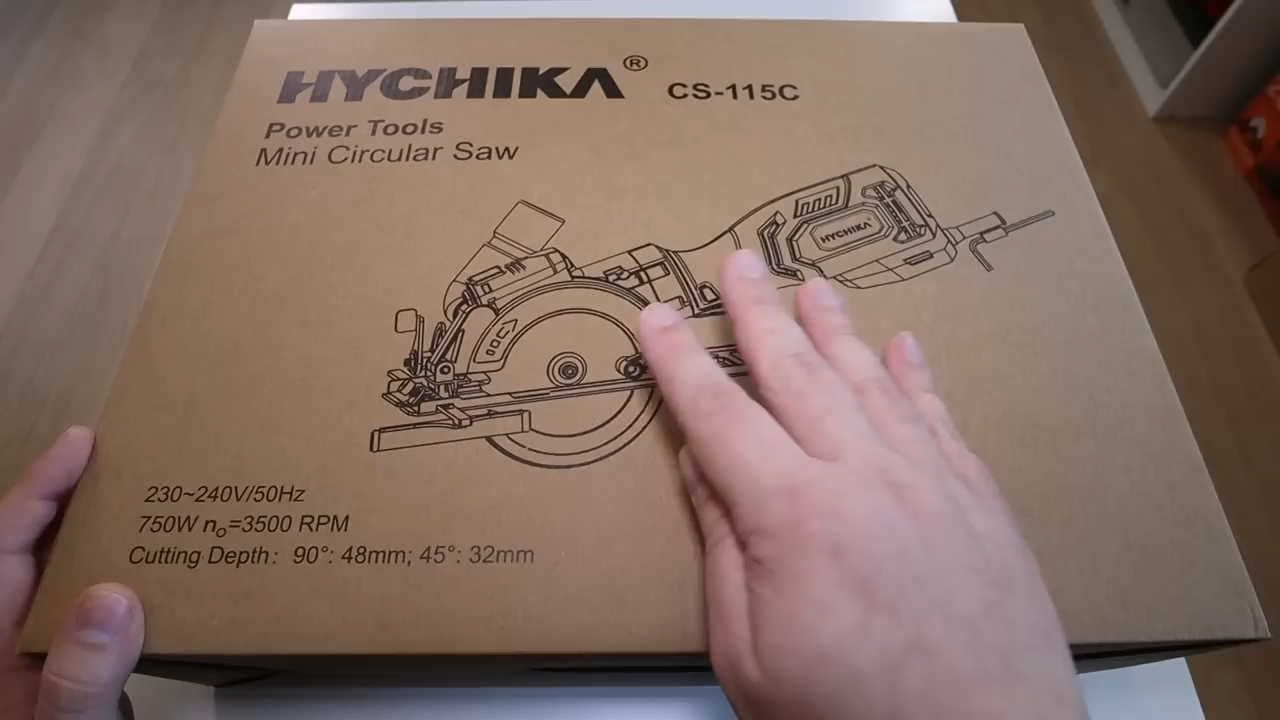 HYCHIKA® CS-115C
Power Tools
Mini Circular Saw
HYCHIKA
230~240V/50Hz
750W no=3500 RPM
Cutting Depth: 90°: 48mm; 45°: 32mm